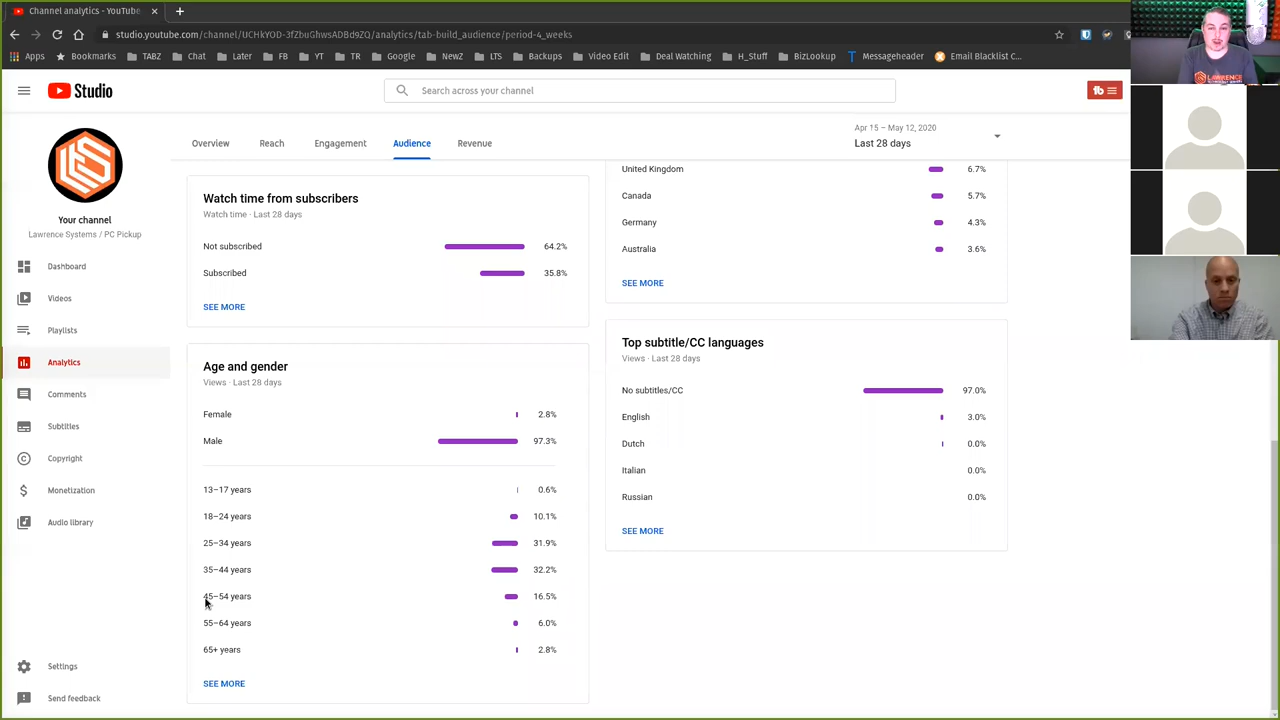 Channel analytics - YouTube
studio.youtube.com/channel/UCHkYOD-3fZbuGhwsADBd9ZQ/analytics/tab-build_audience/period-4_weeks
Apps Bookmarks TABZ Chat Later FB YT TR Google NewZ LTS Backups Video Edit Deal Watching H_Stuff BizLookup Messageheader Email Blacklist C...
Studio
Search across your channel
Overview Reach Engagement Audience Revenue
Apr 15 – May 12, 2020
Last 28 days
Your channel
Lawrence Systems / PC Pickup
Dashboard
Videos
Playlists
Analytics
Comments
Subtitles
Copyright
Monetization
Audio library
Settings
Send feedback
Watch time from subscribers
Watch time · Last 28 days
Not subscribed 64.2%
Subscribed 35.8%
SEE MORE
Age and gender
Views · Last 28 days
Female 2.8%
Male 97.3%
13–17 years 0.6%
18–24 years 10.1%
25–34 years 31.9%
35–44 years 32.2%
45–54 years 16.5%
55–64 years 6.0%
65+ years 2.8%
SEE MORE
United Kingdom 6.7%
Canada 5.7%
Germany 4.3%
Australia 3.6%
SEE MORE
Top subtitle/CC languages
Views · Last 28 days
No subtitles/CC 97.0%
English 3.0%
Dutch 0.0%
Italian 0.0%
Russian 0.0%
SEE MORE
LAWRENCE